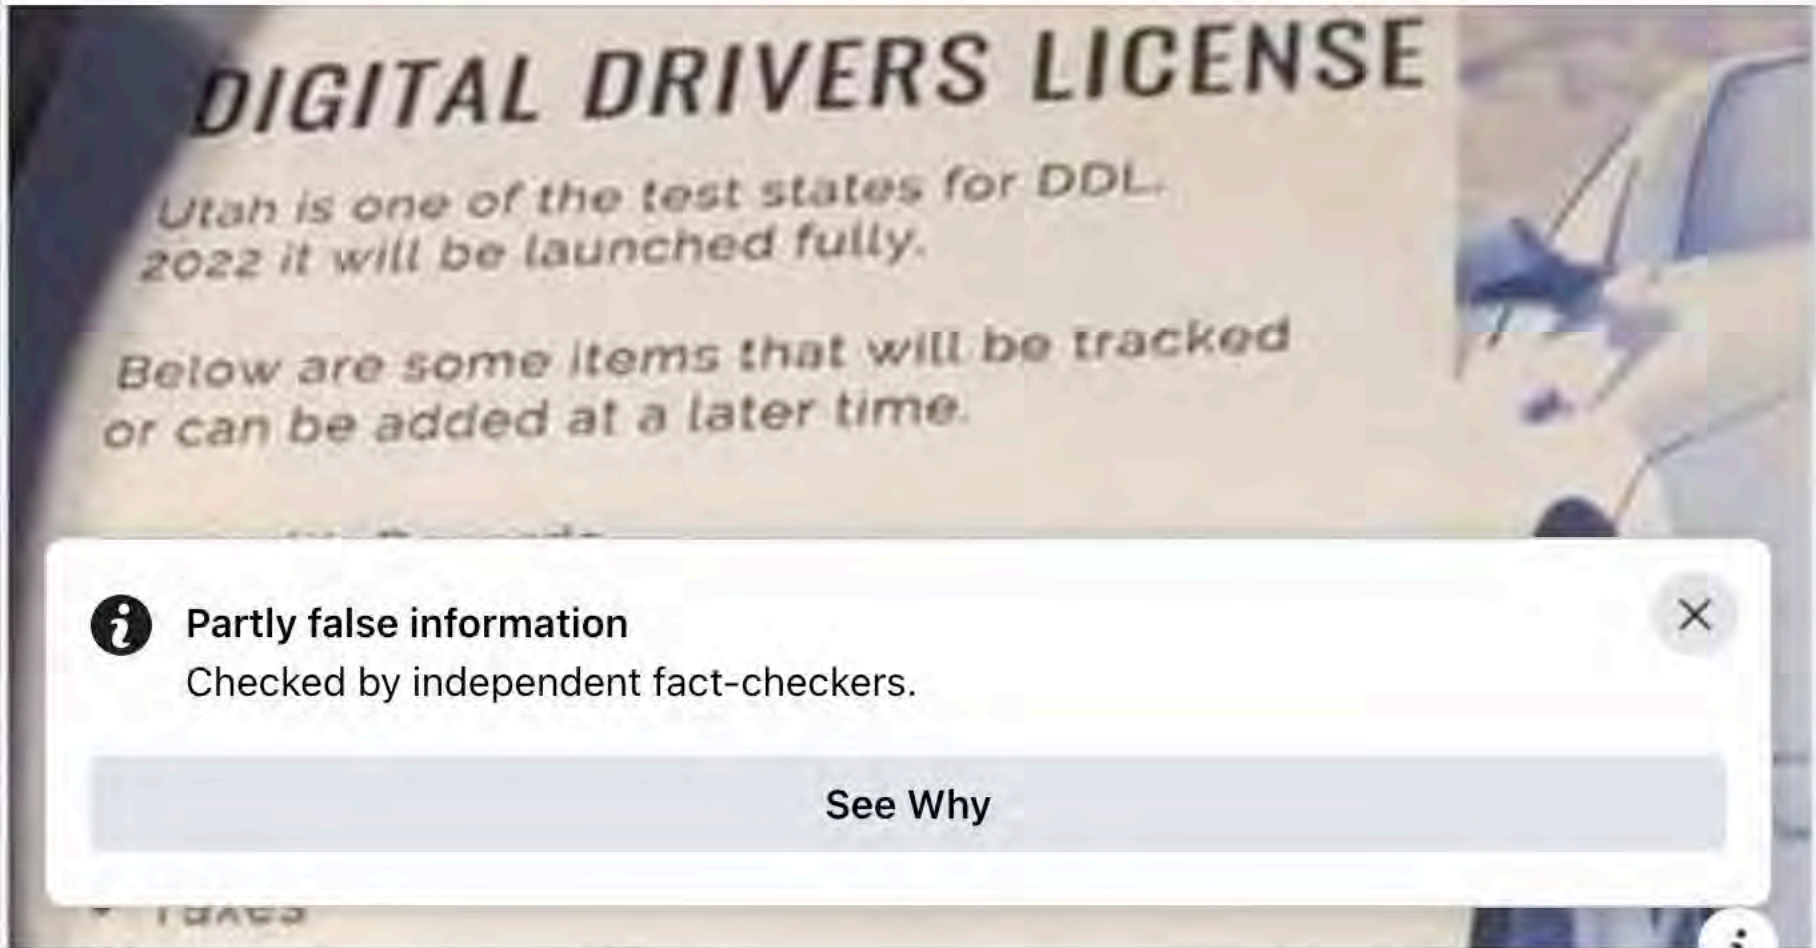 DIGITAL DRIVERS LICENSE
Utah is one of the test states for DDL.
2022 it will be launched fully.
Below are some items that will be tracked
or can be added at a later time.
Partly false information
Checked by independent fact-checkers.
See Why
Taxes